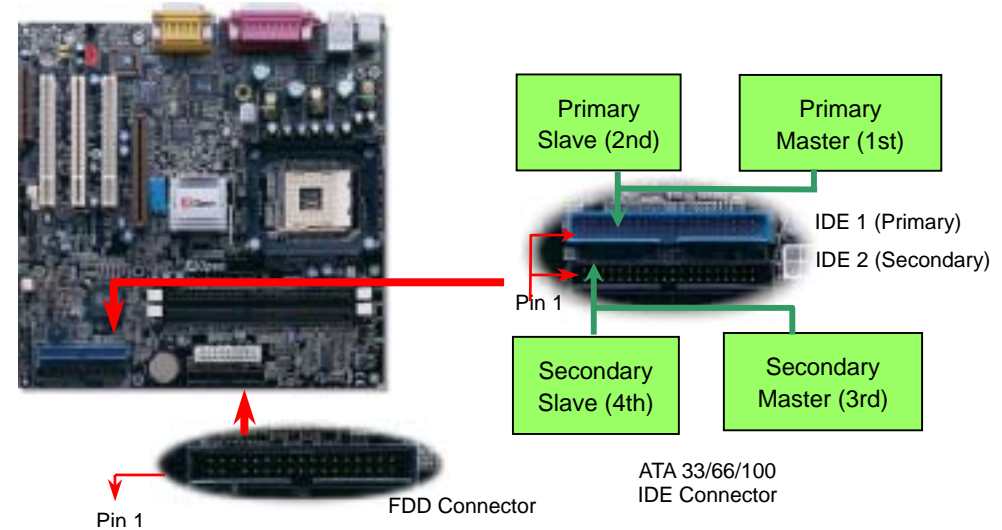 Primary
Slave (2nd)
Primary
Master (1st)
IDE 1 (Primary)
IDE 2 (Secondary)
Pin 1
Secondary
Slave (4th)
Secondary
Master (3rd)
ATA 33/66/100
IDE Connector
FDD Connector
Pin 1